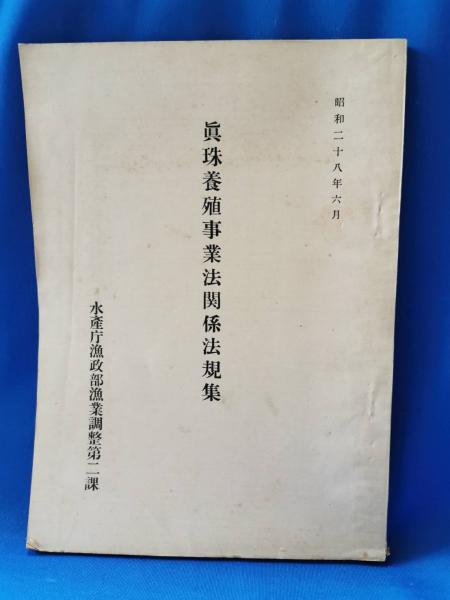 昭和二十八年六月
眞珠養殖事業法関係法規集
水産庁漁政部漁業調整第二課